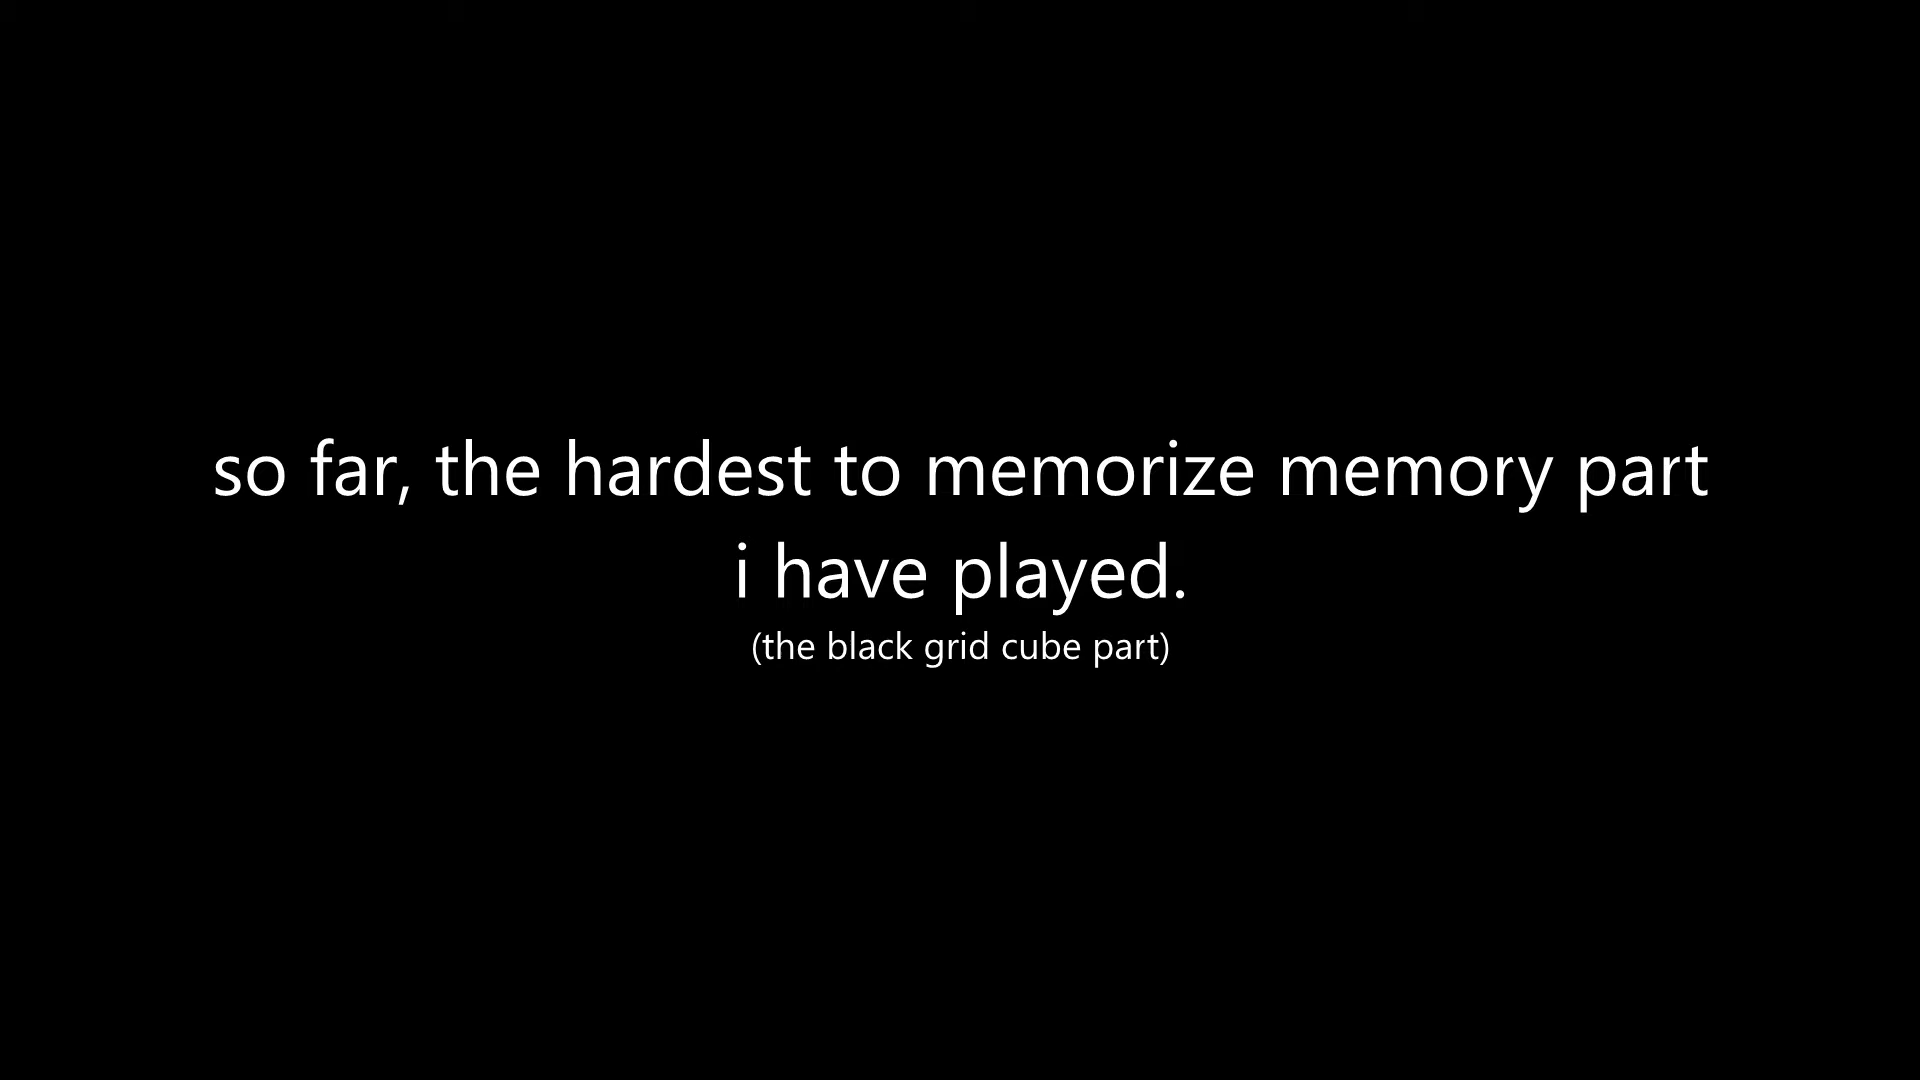 so far, the hardest to memorize memory part
i have played.
(the black grid cube part)